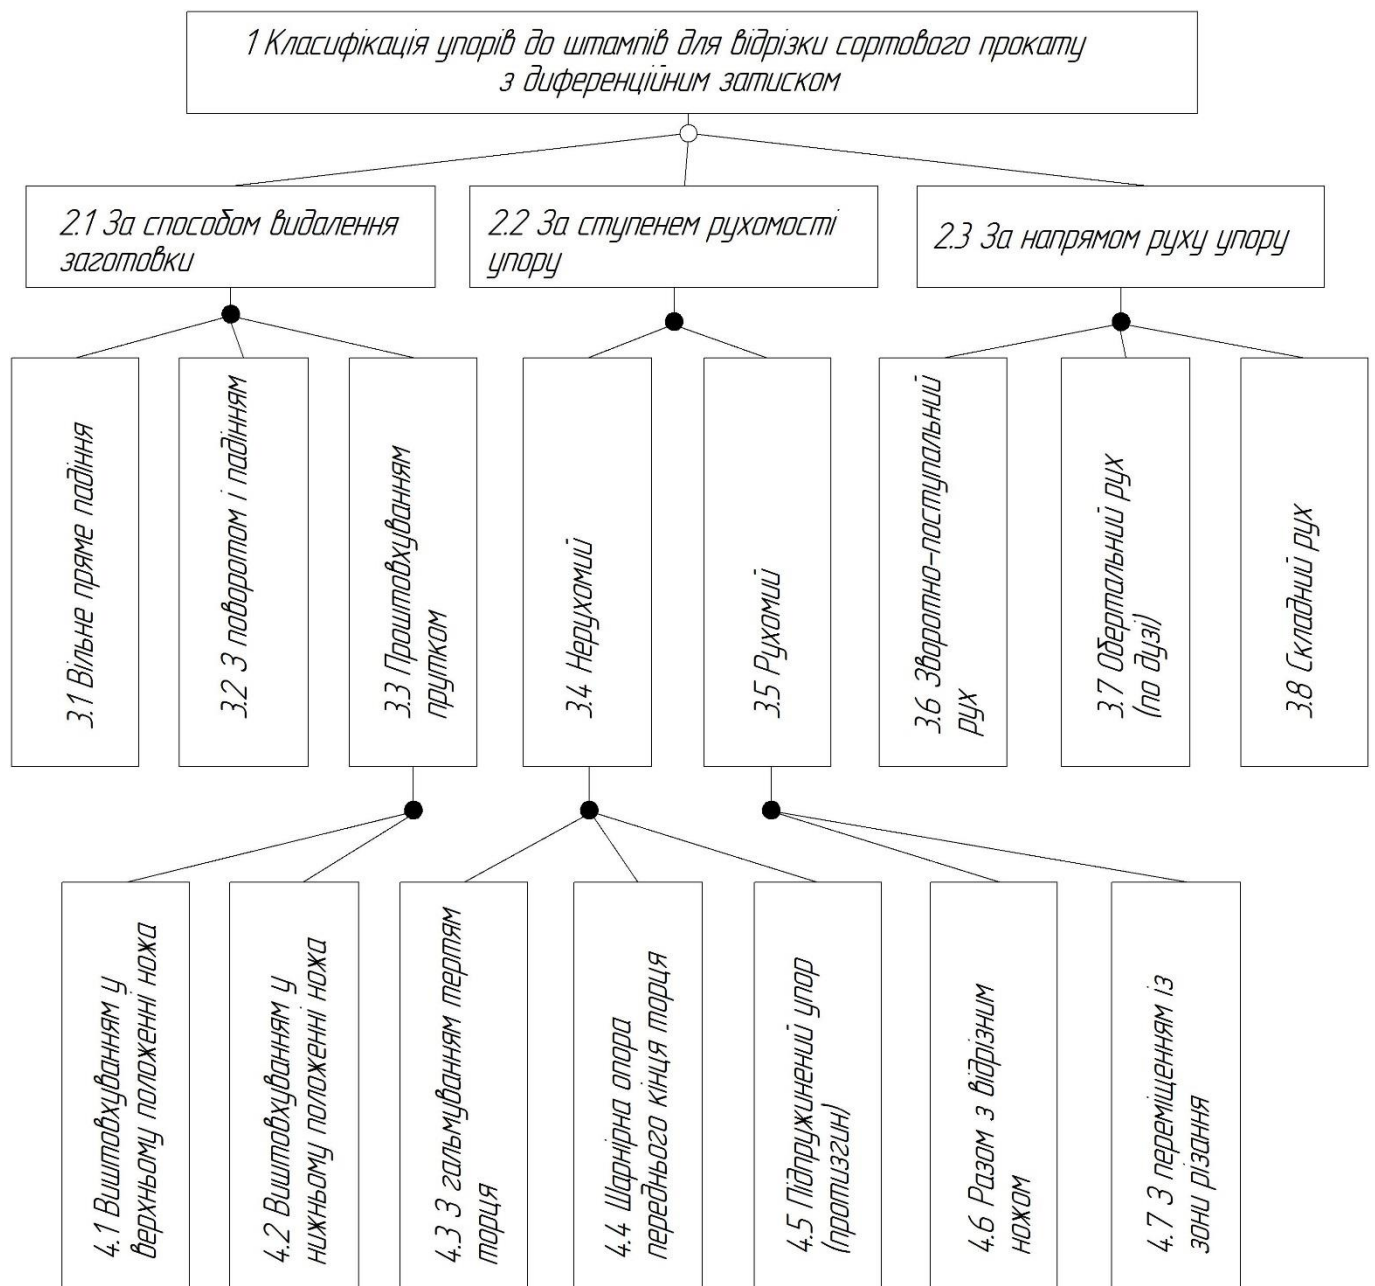 1 Класифікація упорів до штампів для відрізки сортового прокату
з диференційним затиском
2.1 За способом видалення
заготовки
2.2 За ступенем рухомості
упору
2.3 За напрямом руху упору
3.1 Вільне пряме падіння
3.2 З поворотом і падінням
3.3 Проштовхуванням
прутком
3.4 Нерухомий
3.5 Рухомий
3.6 Зворотно-поступальний
рух
3.7 Обертальний рух
(по дузі)
3.8 Складний рух
4.1 Виштовхуванням у
верхньому положенні ножа
4.2 Виштовхуванням у
нижньому положенні ножа
4.3 З гальмуванням тертям
торця
4.4 Шарнірна опора
переднього кінця торця
4.5 Підпружинений упор
(протизгин)
4.6 Разом з відрізним
ножом
4.7 З переміщенням із
зони різання